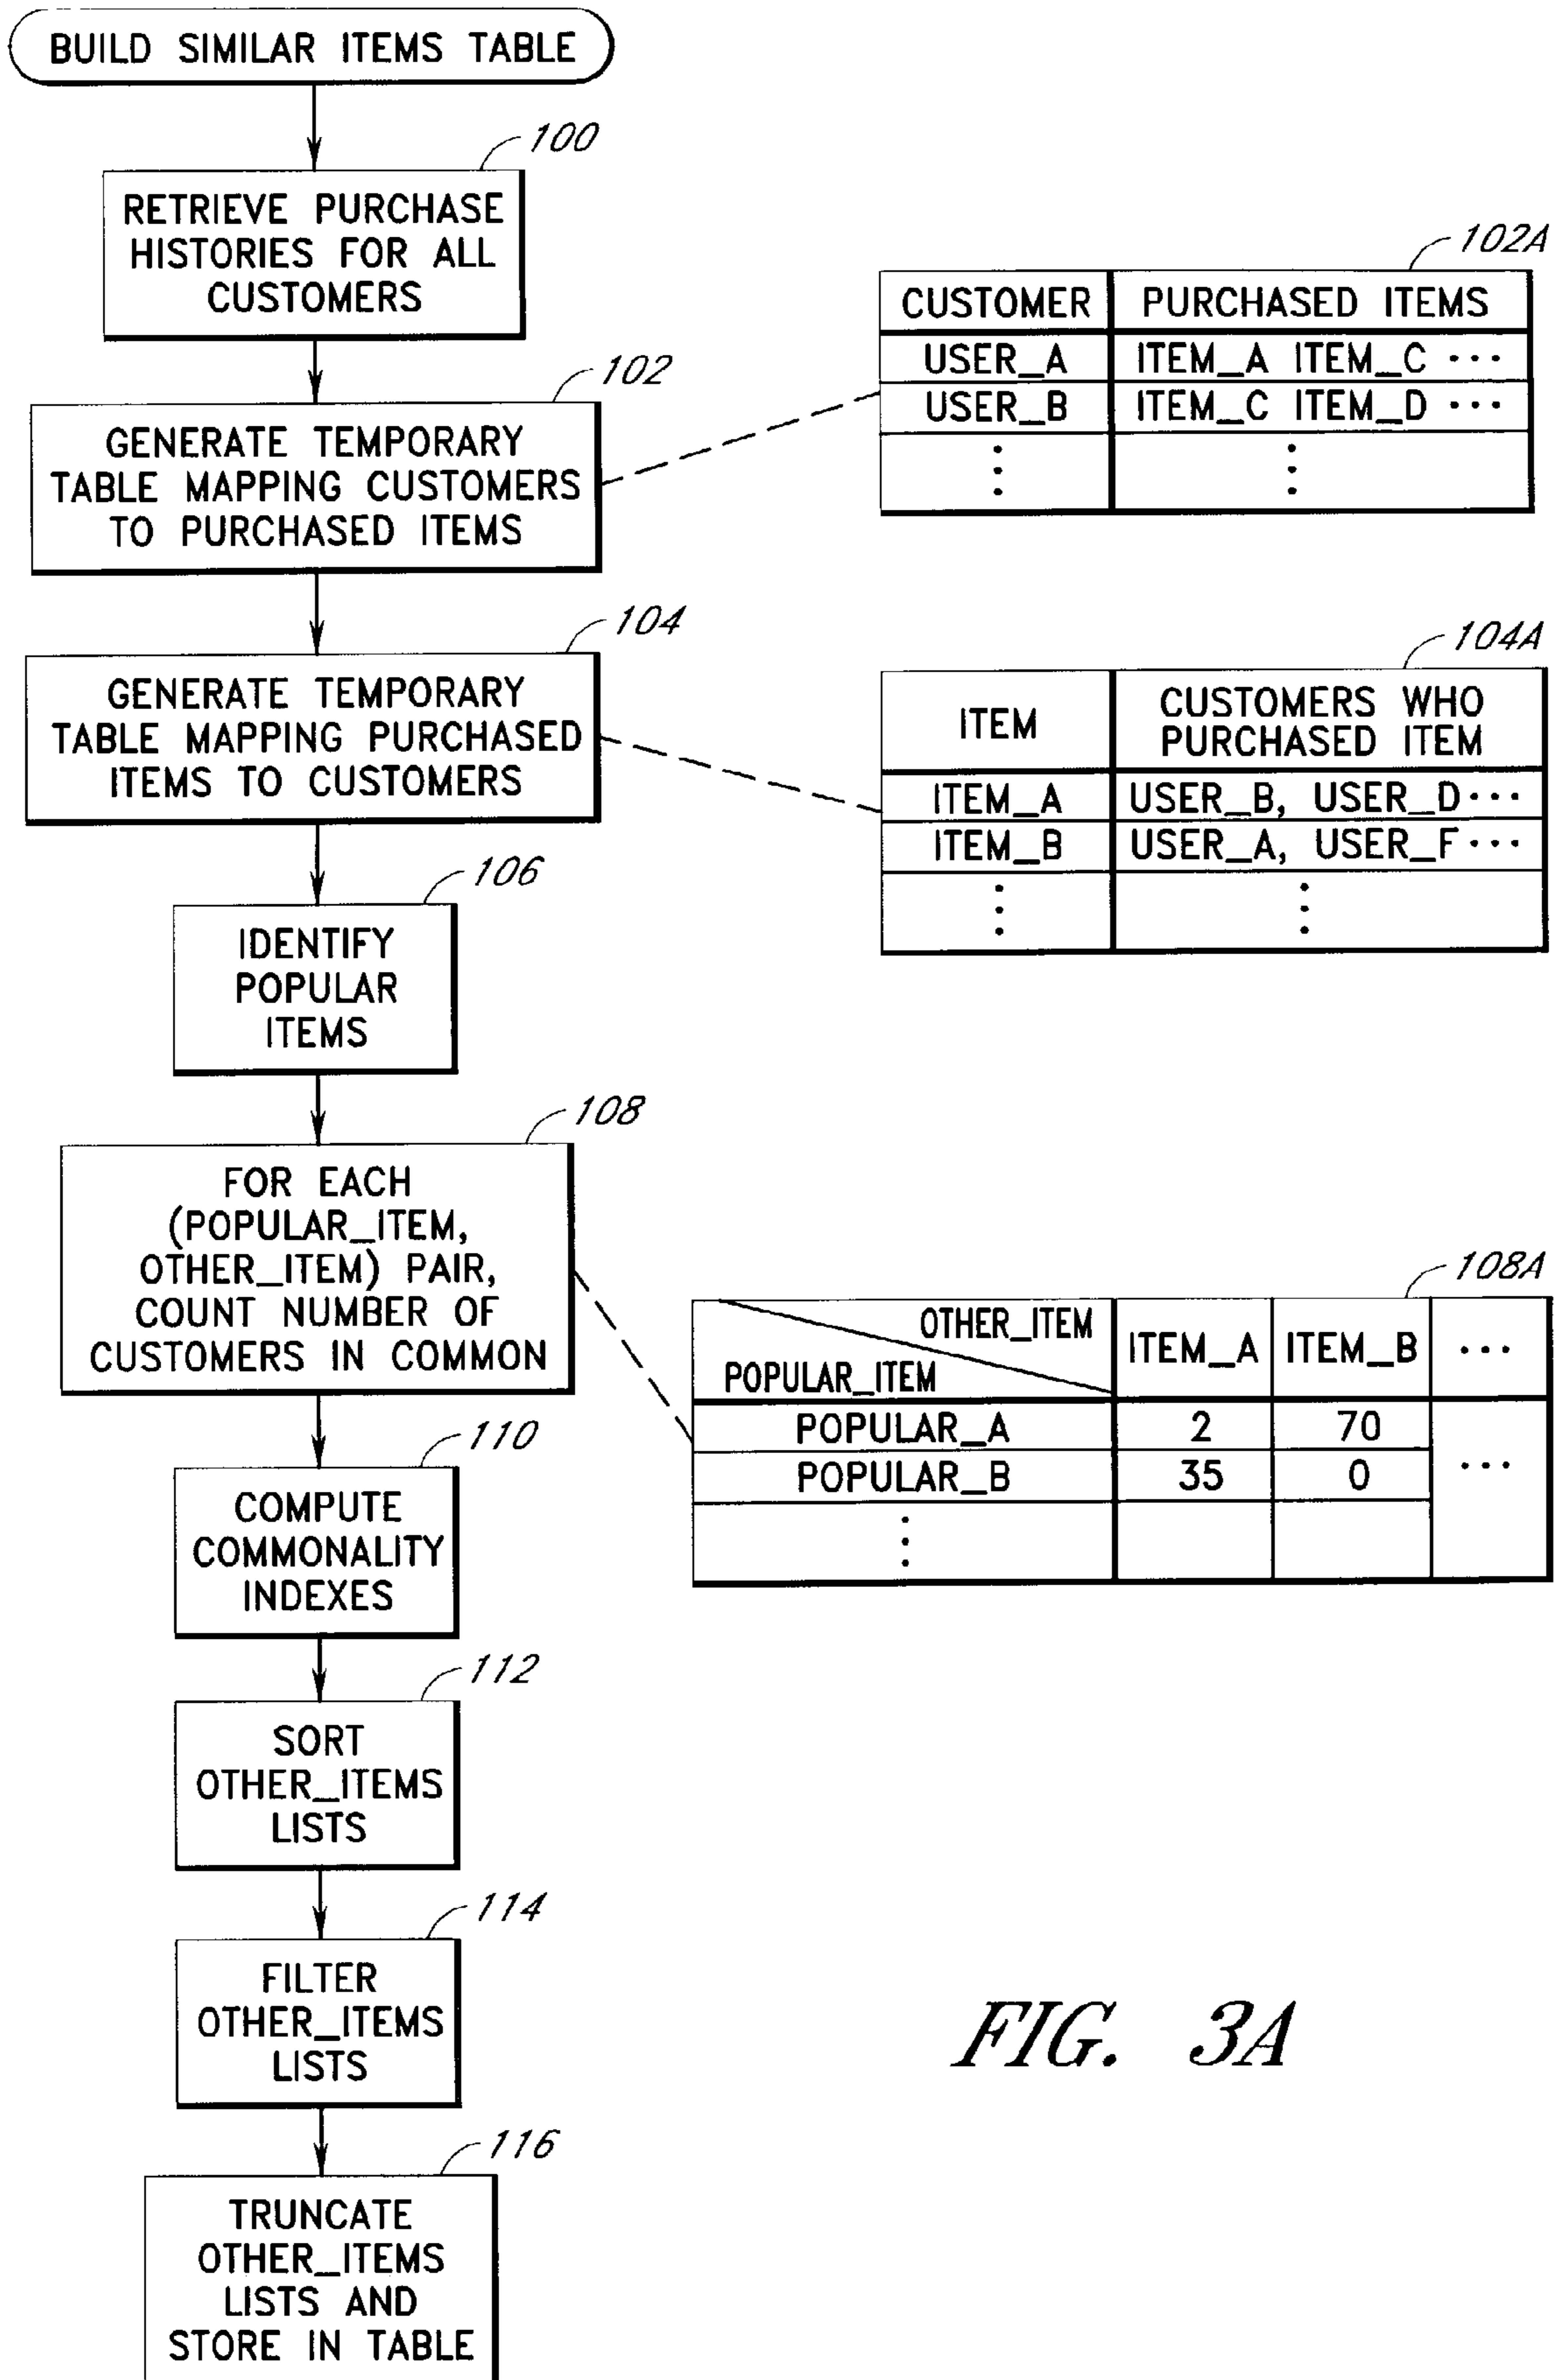 BUILD SIMILAR ITEMS TABLE
100
RETRIEVE PURCHASE
HISTORIES FOR ALL
CUSTOMERS
102
GENERATE TEMPORARY
TABLE MAPPING CUSTOMERS
TO PURCHASED ITEMS
102A
CUSTOMER PURCHASED ITEMS
USER_A ITEM_A ITEM_C ...
USER_B ITEM_C ITEM_D ...
104
GENERATE TEMPORARY
TABLE MAPPING PURCHASED
ITEMS TO CUSTOMERS
104A
ITEM
CUSTOMERS WHO
PURCHASED ITEM
ITEM_A USER_B, USER_D...
ITEM_B USER_A, USER_F...
106
IDENTIFY
POPULAR
ITEMS
108
FOR EACH
(POPULAR_ITEM,
OTHER_ITEM) PAIR,
COUNT NUMBER OF
CUSTOMERS IN COMMON
108A
OTHER_ITEM
POPULAR_ITEM
ITEM_A ITEM_B ...
POPULAR_A 2 70
POPULAR_B 35 0
...
110
COMPUTE
COMMONALITY
INDEXES
112
SORT
OTHER_ITEMS
LISTS
114
FILTER
OTHER_ITEMS
LISTS
116
TRUNCATE
OTHER_ITEMS
LISTS AND
STORE IN TABLE
FIG. 3A